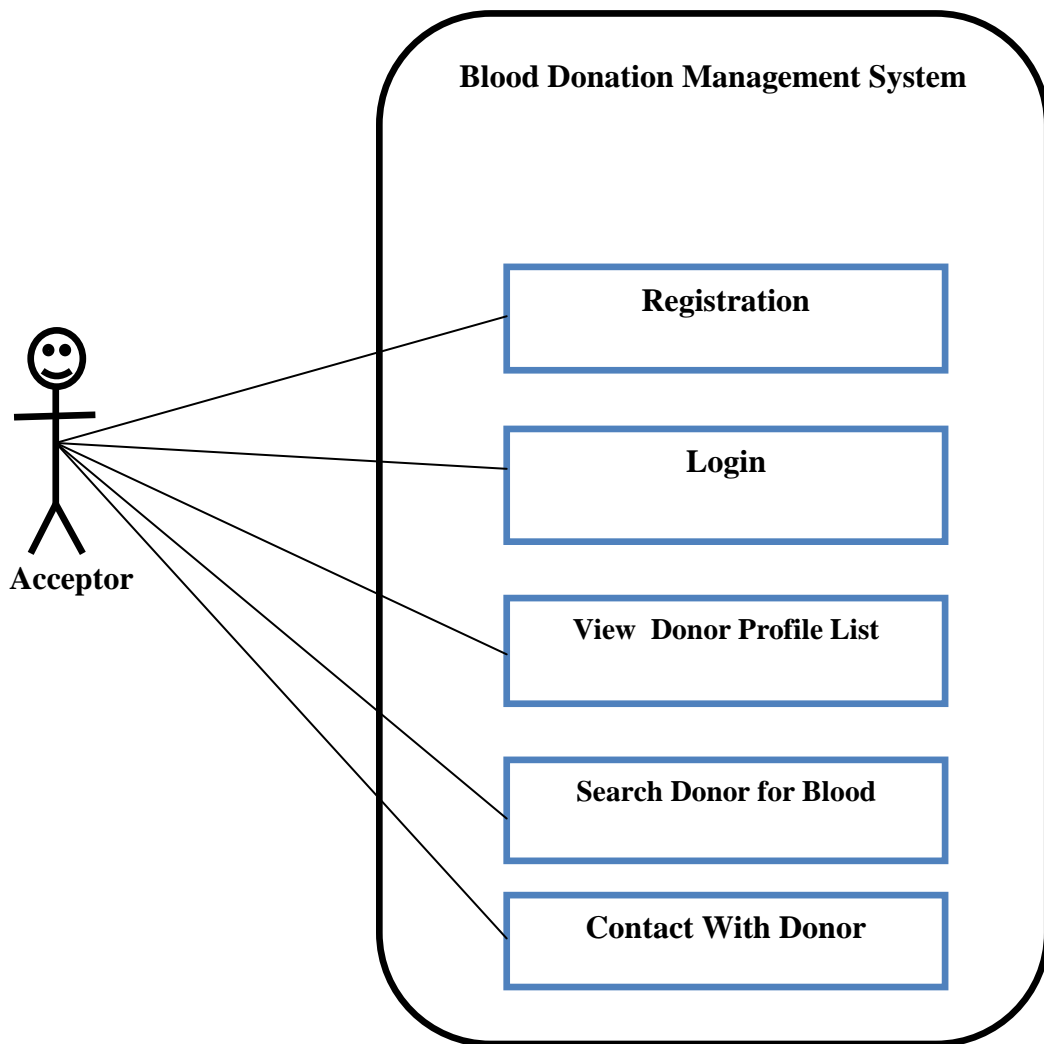 Blood Donation Management System
Registration
Login
Acceptor
View  Donor Profile List
Search Donor for Blood
Contact With Donor